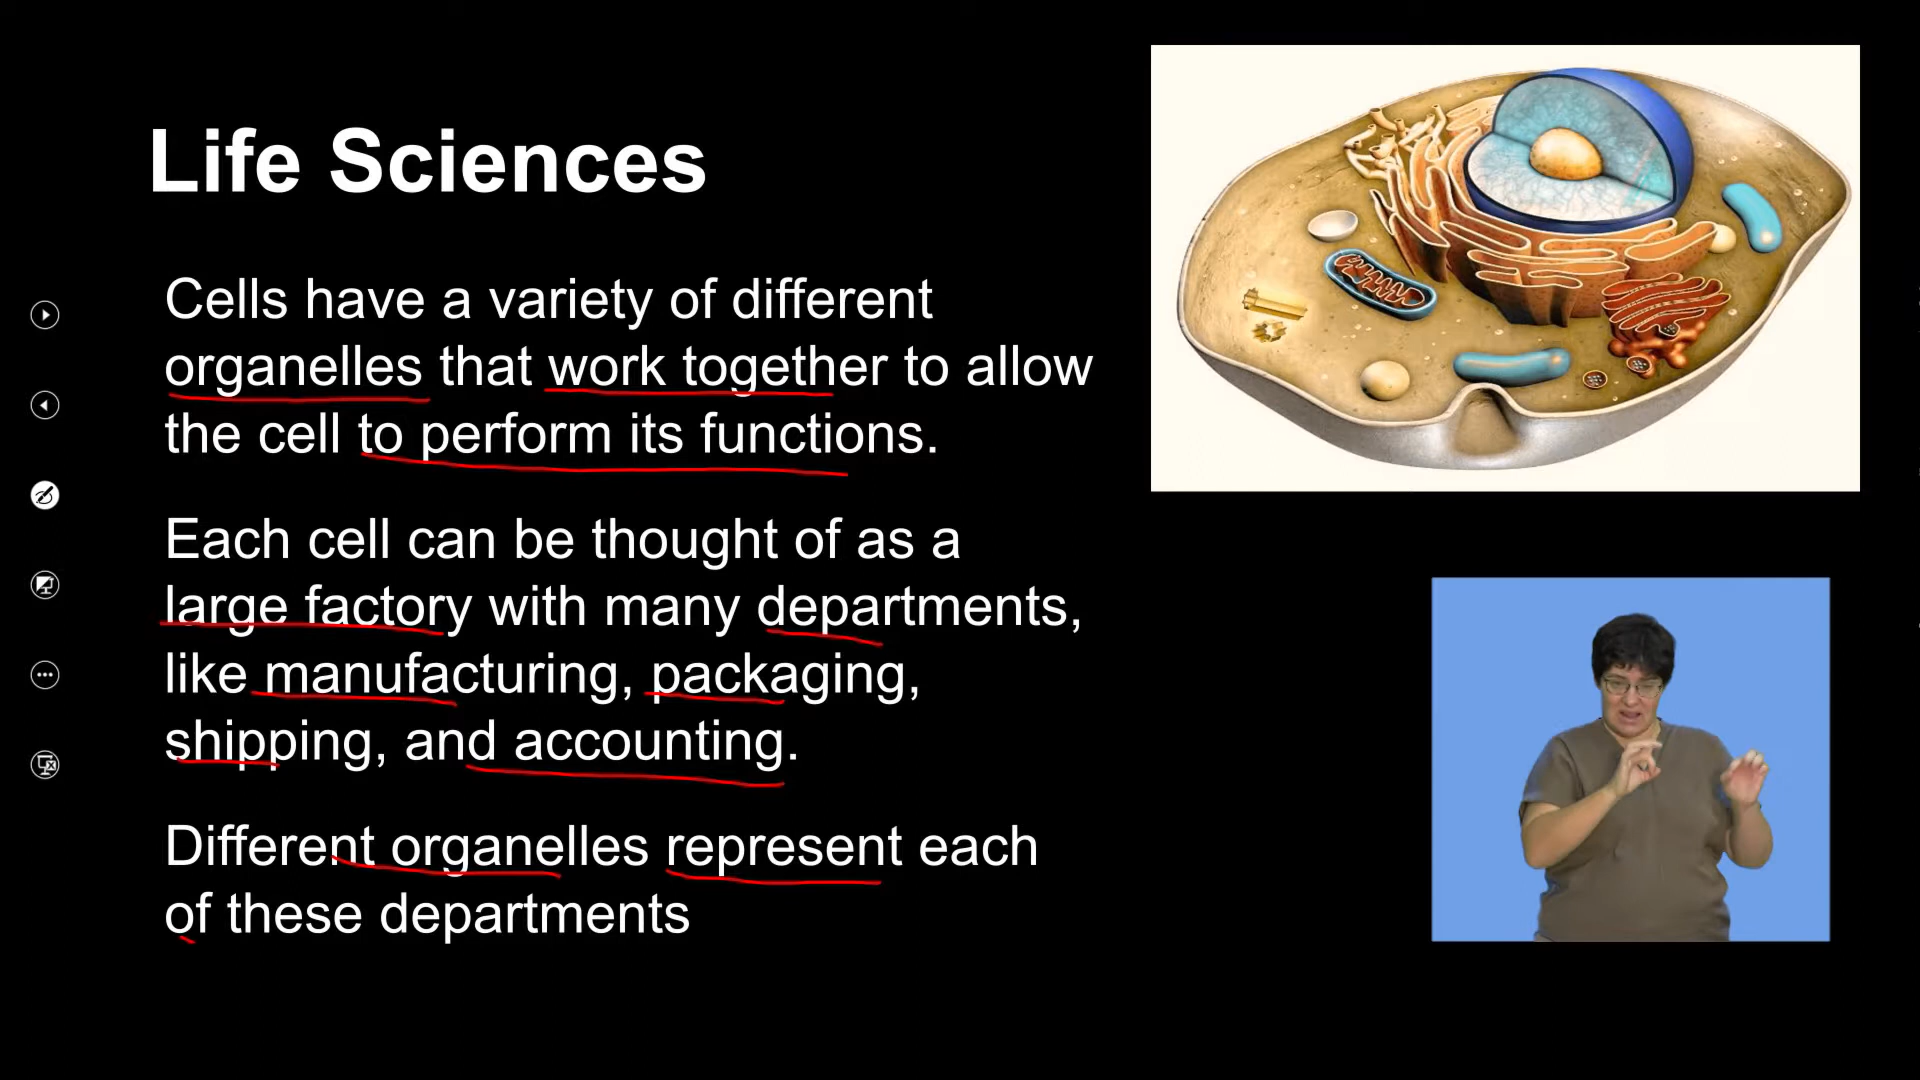 Life Sciences
Cells have a variety of different
organelles that work together to allow
the cell to perform its functions.
Each cell can be thought of as a
large factory with many departments,
like manufacturing, packaging,
shipping, and accounting.
Different organelles represent each
of these departments